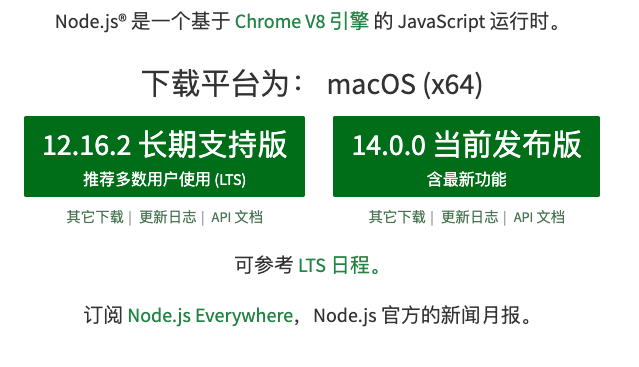 Node.js® 是一个基于 Chrome V8 引擎 的 JavaScript 运行时。
下载平台为： macOS (x64)
12.16.2 长期支持版
推荐多数用户使用 (LTS)
其它下载 | 更新日志 | API 文档
14.0.0 当前发布版
含最新功能
其它下载 | 更新日志 | API 文档
可参考 LTS 日程。
订阅 Node.js Everywhere，Node.js 官方的新闻月报。